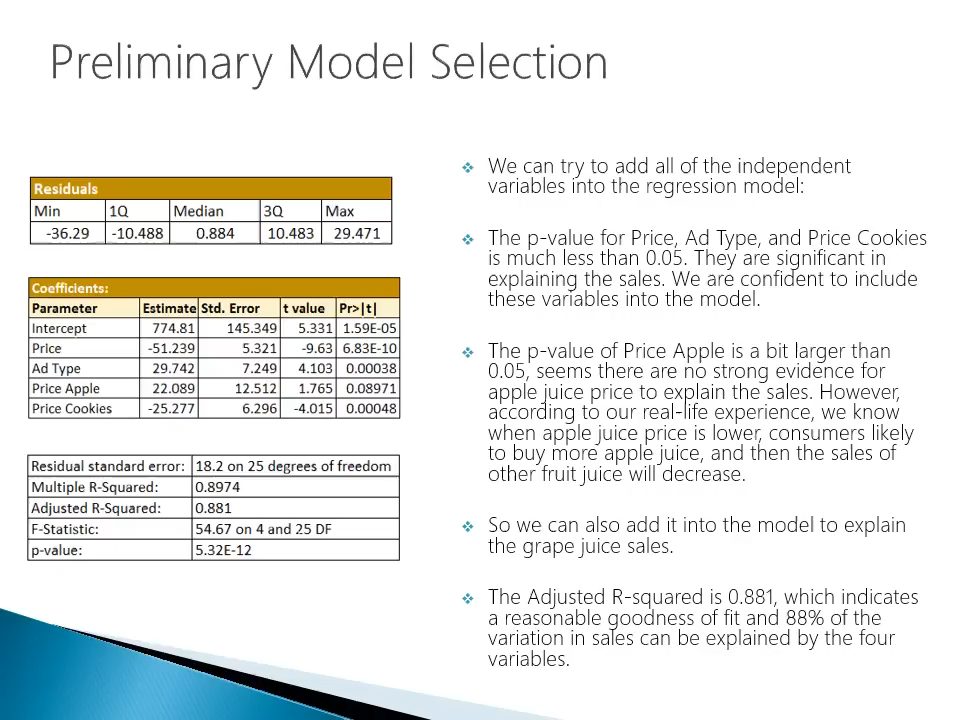 Preliminary Model Selection
Residuals
Min 1Q Median 3Q Max
-36.29 -10.488 0.884 10.483 29.471
Coefficients:
Parameter Estimate Std. Error t value Pr>|t|
Intercept 774.81 145.349 5.331 1.59E-05
Price -51.239 5.321 -9.63 6.83E-10
Ad Type 29.742 7.249 4.103 0.00038
Price Apple 22.089 12.512 1.765 0.08971
Price Cookies -25.277 6.296 -4.015 0.00048
Residual standard error: 18.2 on 25 degrees of freedom
Multiple R-Squared: 0.8974
Adjusted R-Squared: 0.881
F-Statistic: 54.67 on 4 and 25 DF
p-value: 5.32E-12
We can try to add all of the independent
variables into the regression model:
The p-value for Price, Ad Type, and Price Cookies
is much less than 0.05. They are significant in
explaining the sales. We are confident to include
these variables into the model.
The p-value of Price Apple is a bit larger than
0.05, seems there are no strong evidence for
apple juice price to explain the sales. However,
according to our real-life experience, we know
when apple juice price is lower, consumers likely
to buy more apple juice, and then the sales of
other fruit juice will decrease.
So we can also add it into the model to explain
the grape juice sales.
The Adjusted R-squared is 0.881, which indicates
a reasonable goodness of fit and 88% of the
variation in sales can be explained by the four
variables.